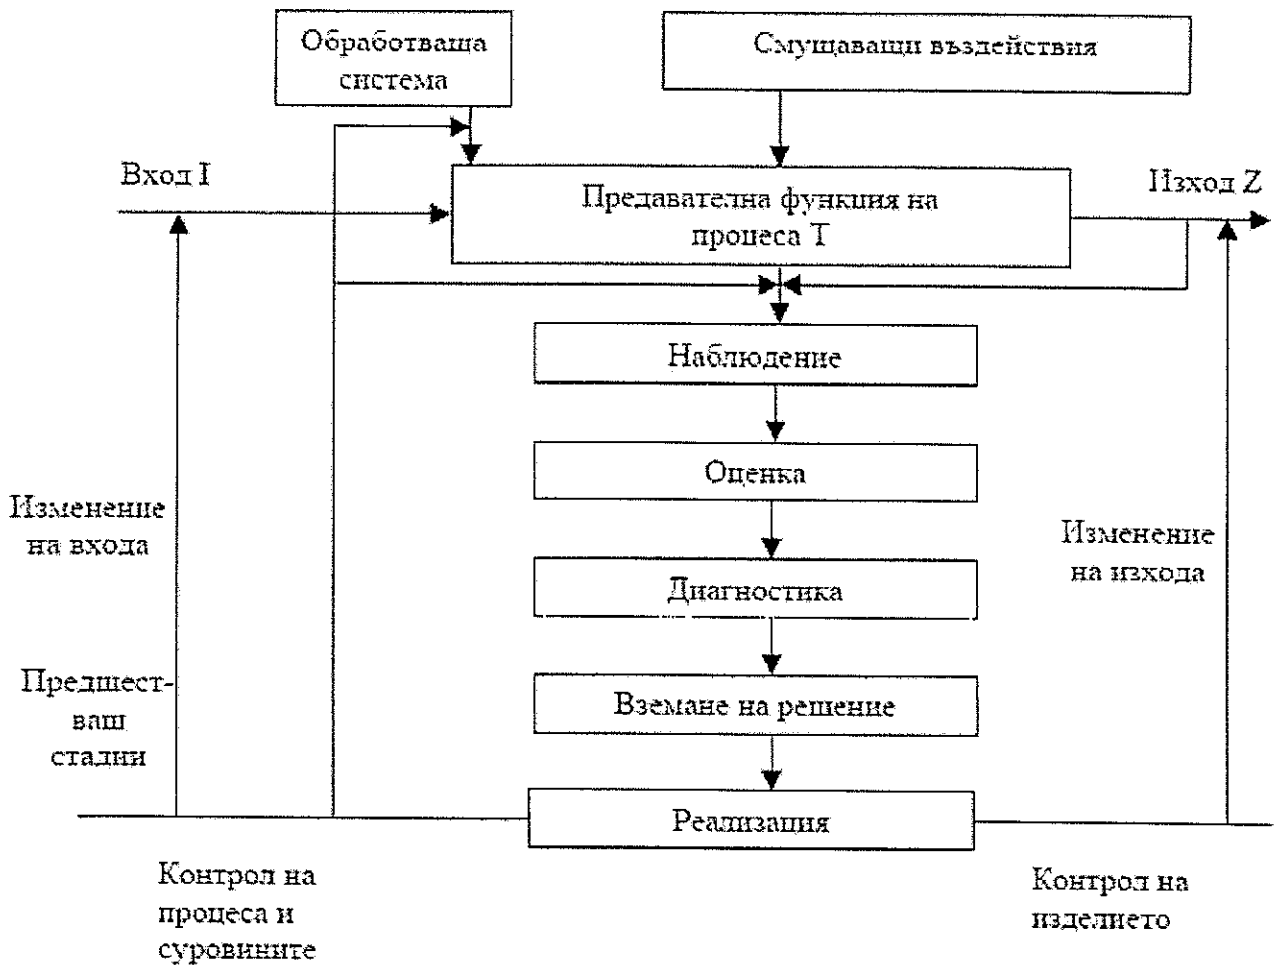 Обработваща
система
Смущаващи въздействия
Вход I
Предавателна функция на
процеса T
Изход Z
Наблюдение
Оценка
Изменение
на входа
Изменение
на изхода
Диагностика
Предшест-
ващ
стадии
Вземане на решение
Реализация
Контрол на
процеса и
суровините
Контрол на
изделието